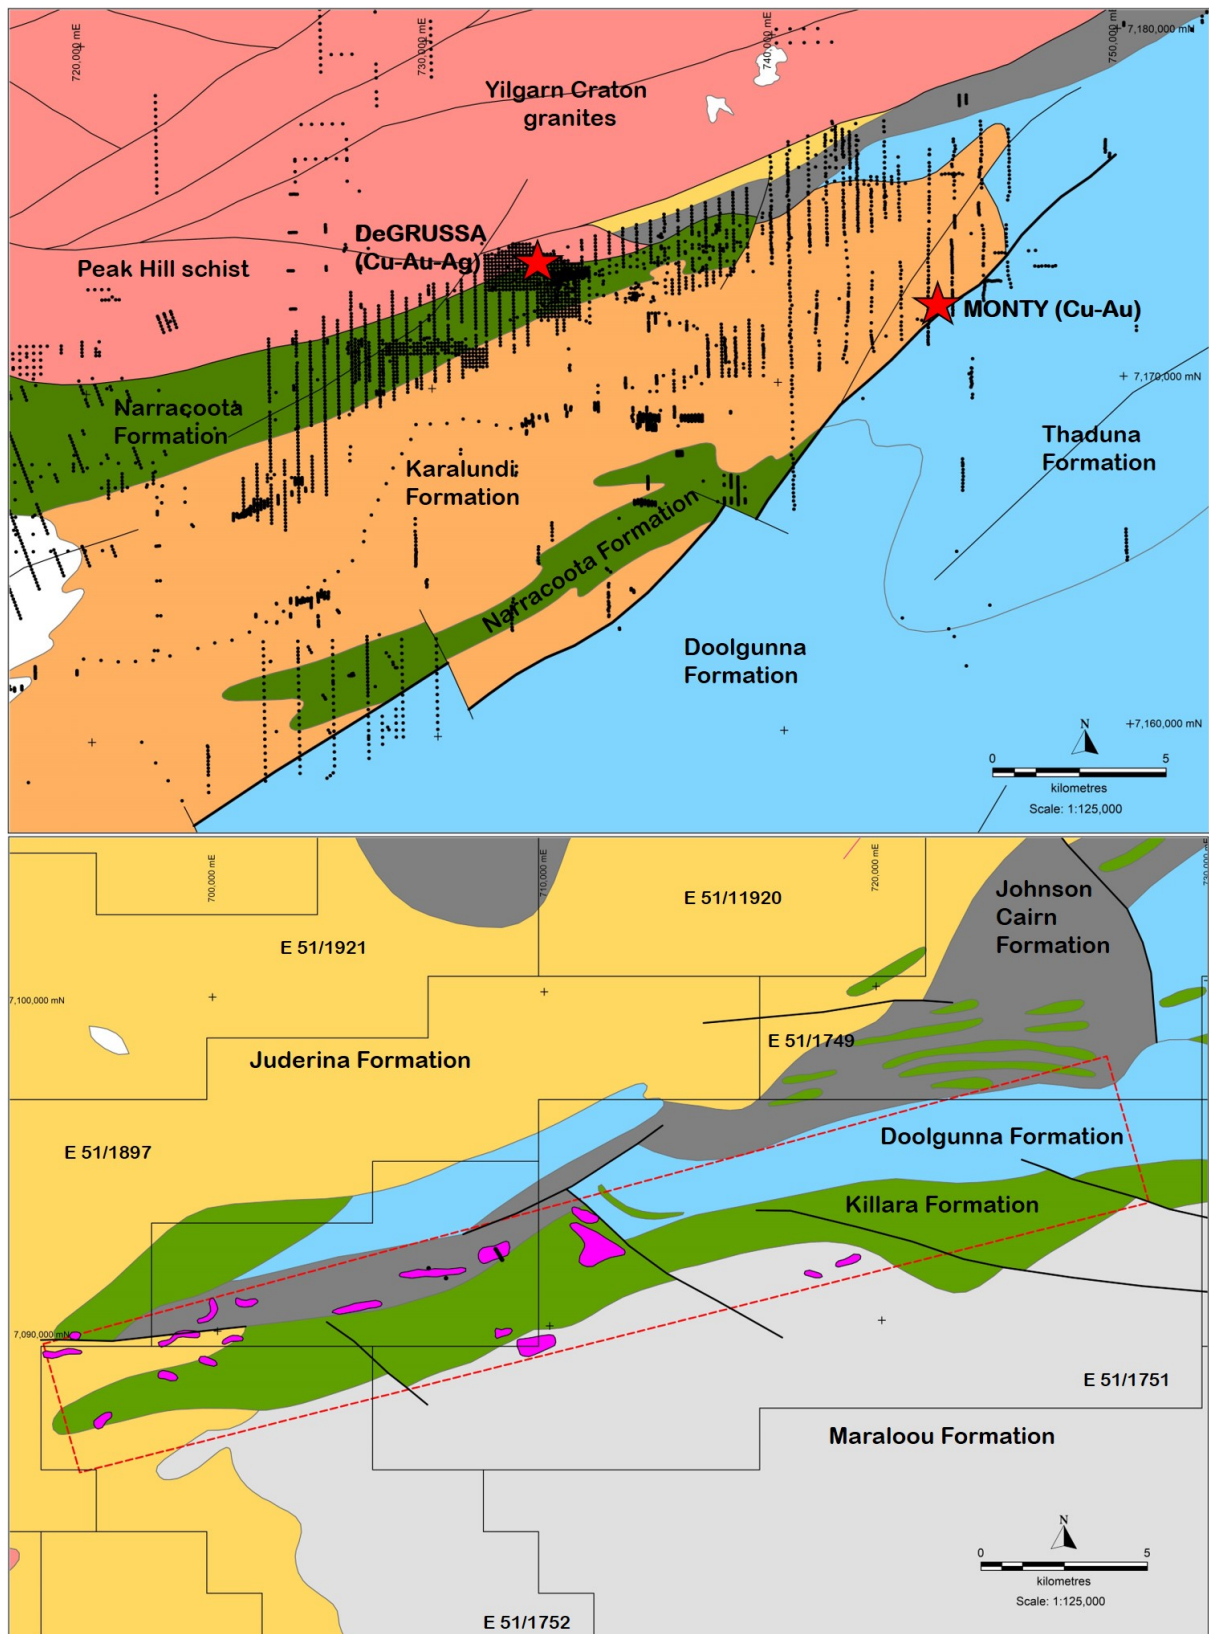 720,000 mE
730,000 mE
740,000 mE
750,000 mE
7,180,000 mN
Yilgarn Craton
granites
DeGRUSSA
(Cu-Au-Ag)
Peak Hill schist
MONTY (Cu-Au)
7,170,000 mN
Narracoota
Formation
Thaduna
Formation
Karalundi
Formation
Narracoota Formation
Doolgunna
Formation
7,160,000 mN
N
0 5
kilometres
Scale: 1:125,000
700,000 mE
710,000 mE
720,000 mE
Johnson
Cairn
Formation
E 51/11920
E 51/1921
7,100,000 mN
E 51/1749
Juderina Formation
Doolgunna Formation
E 51/1897
Killara Formation
7,090,000 mN
E 51/1751
Maraloou Formation
N
0 5
kilometres
Scale: 1:125,000
E 51/1752